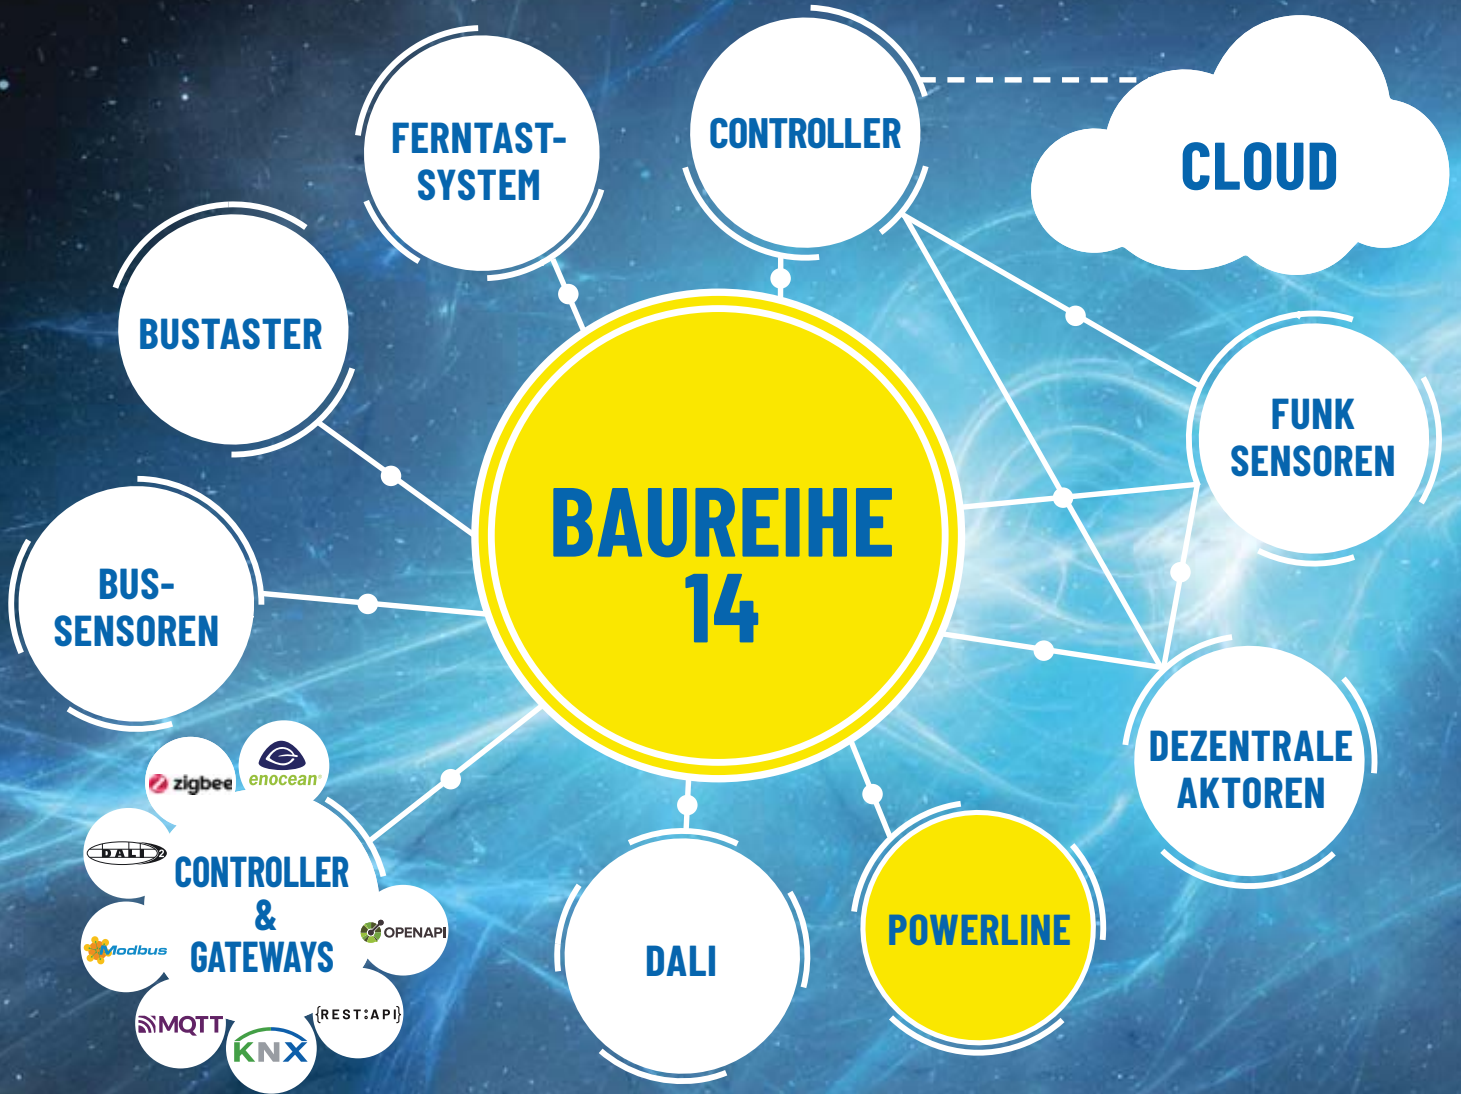 FERNTAST-
SYSTEM
CONTROLLER
CLOUD
BUSTASTER
FUNK
SENSOREN
BAUREIHE
14
BUS-
SENSOREN
DEZENTRALE
AKTOREN
zigbee
enocean®
DALI 2
CONTROLLER
&
GATEWAYS
OPENAPI
Modbus
MQTT
{REST:API}
KNX
DALI
POWERLINE